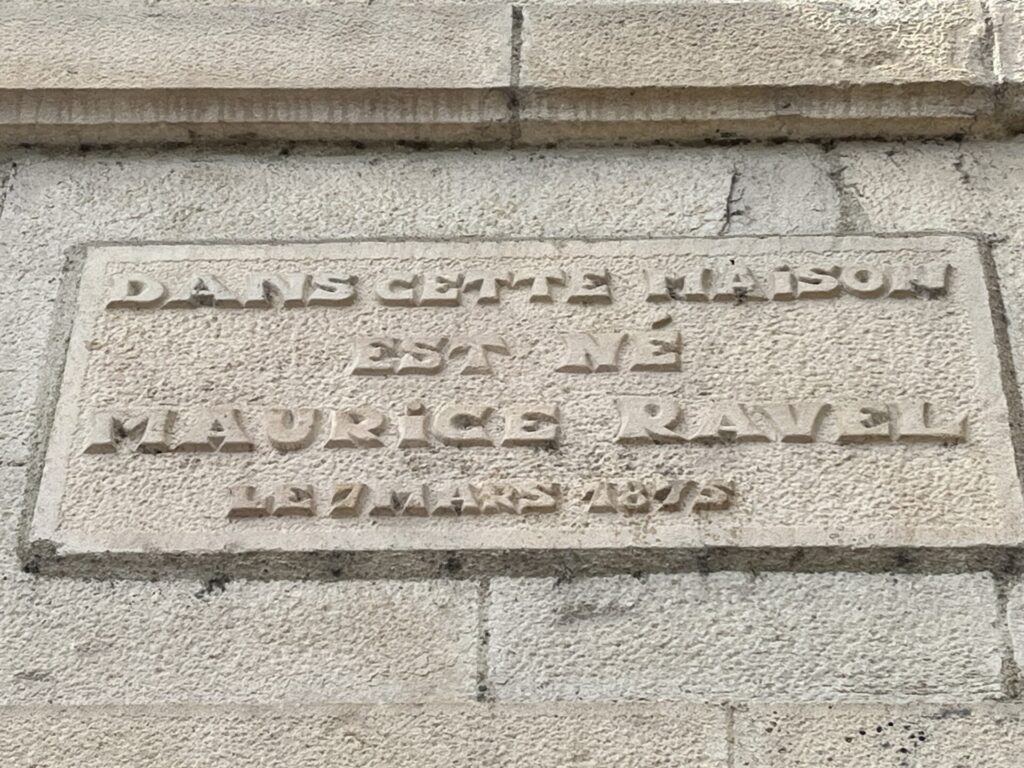 DANS CETTE MAiSON
EST NÉ
MAURiCE RAVEL
LE 7 MARS 1875